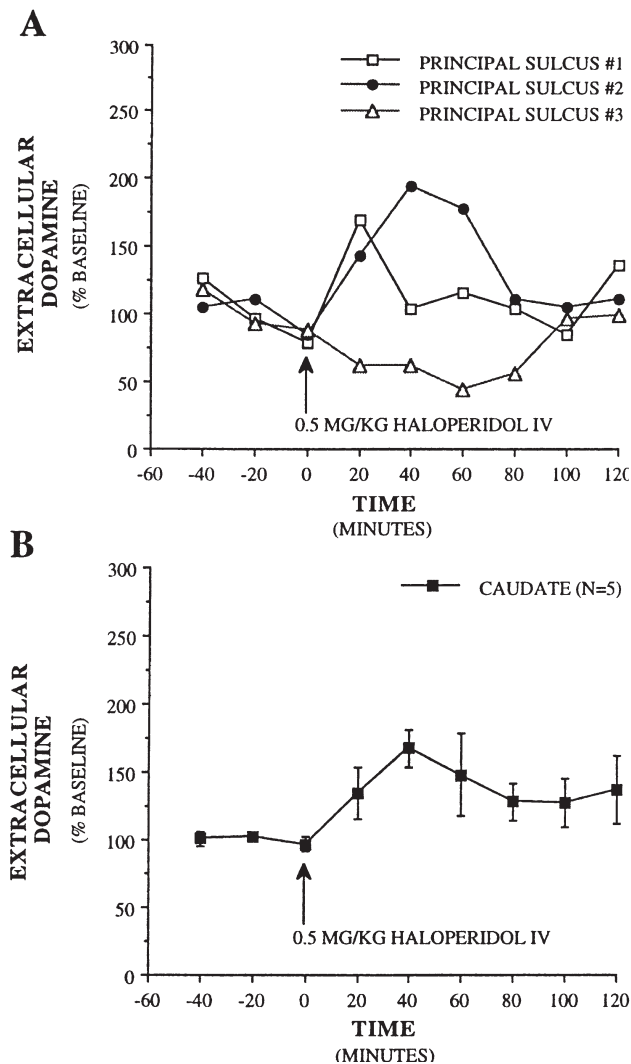 A
300
250
200
150
100
50
0
EXTRACELLULAR
DOPAMINE
(% BASELINE)
PRINCIPAL SULCUS #1
PRINCIPAL SULCUS #2
PRINCIPAL SULCUS #3
0.5 MG/KG HALOPERIDOL IV
-60 -40 -20 0 20 40 60 80 100 120
TIME
(MINUTES)
B
300
250
200
150
100
50
0
EXTRACELLULAR
DOPAMINE
(% BASELINE)
CAUDATE (N=5)
0.5 MG/KG HALOPERIDOL IV
-60 -40 -20 0 20 40 60 80 100 120
TIME
(MINUTES)